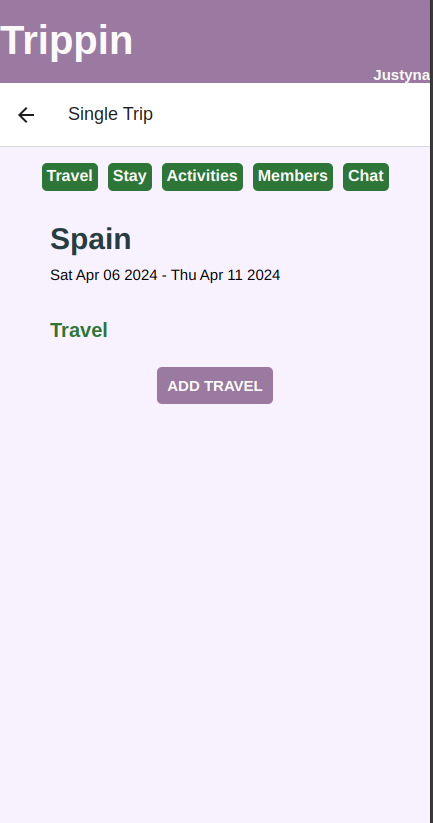 Trippin
Justyna
Single Trip
Travel Stay Activities Members Chat
Spain
Sat Apr 06 2024 - Thu Apr 11 2024
Travel
ADD TRAVEL